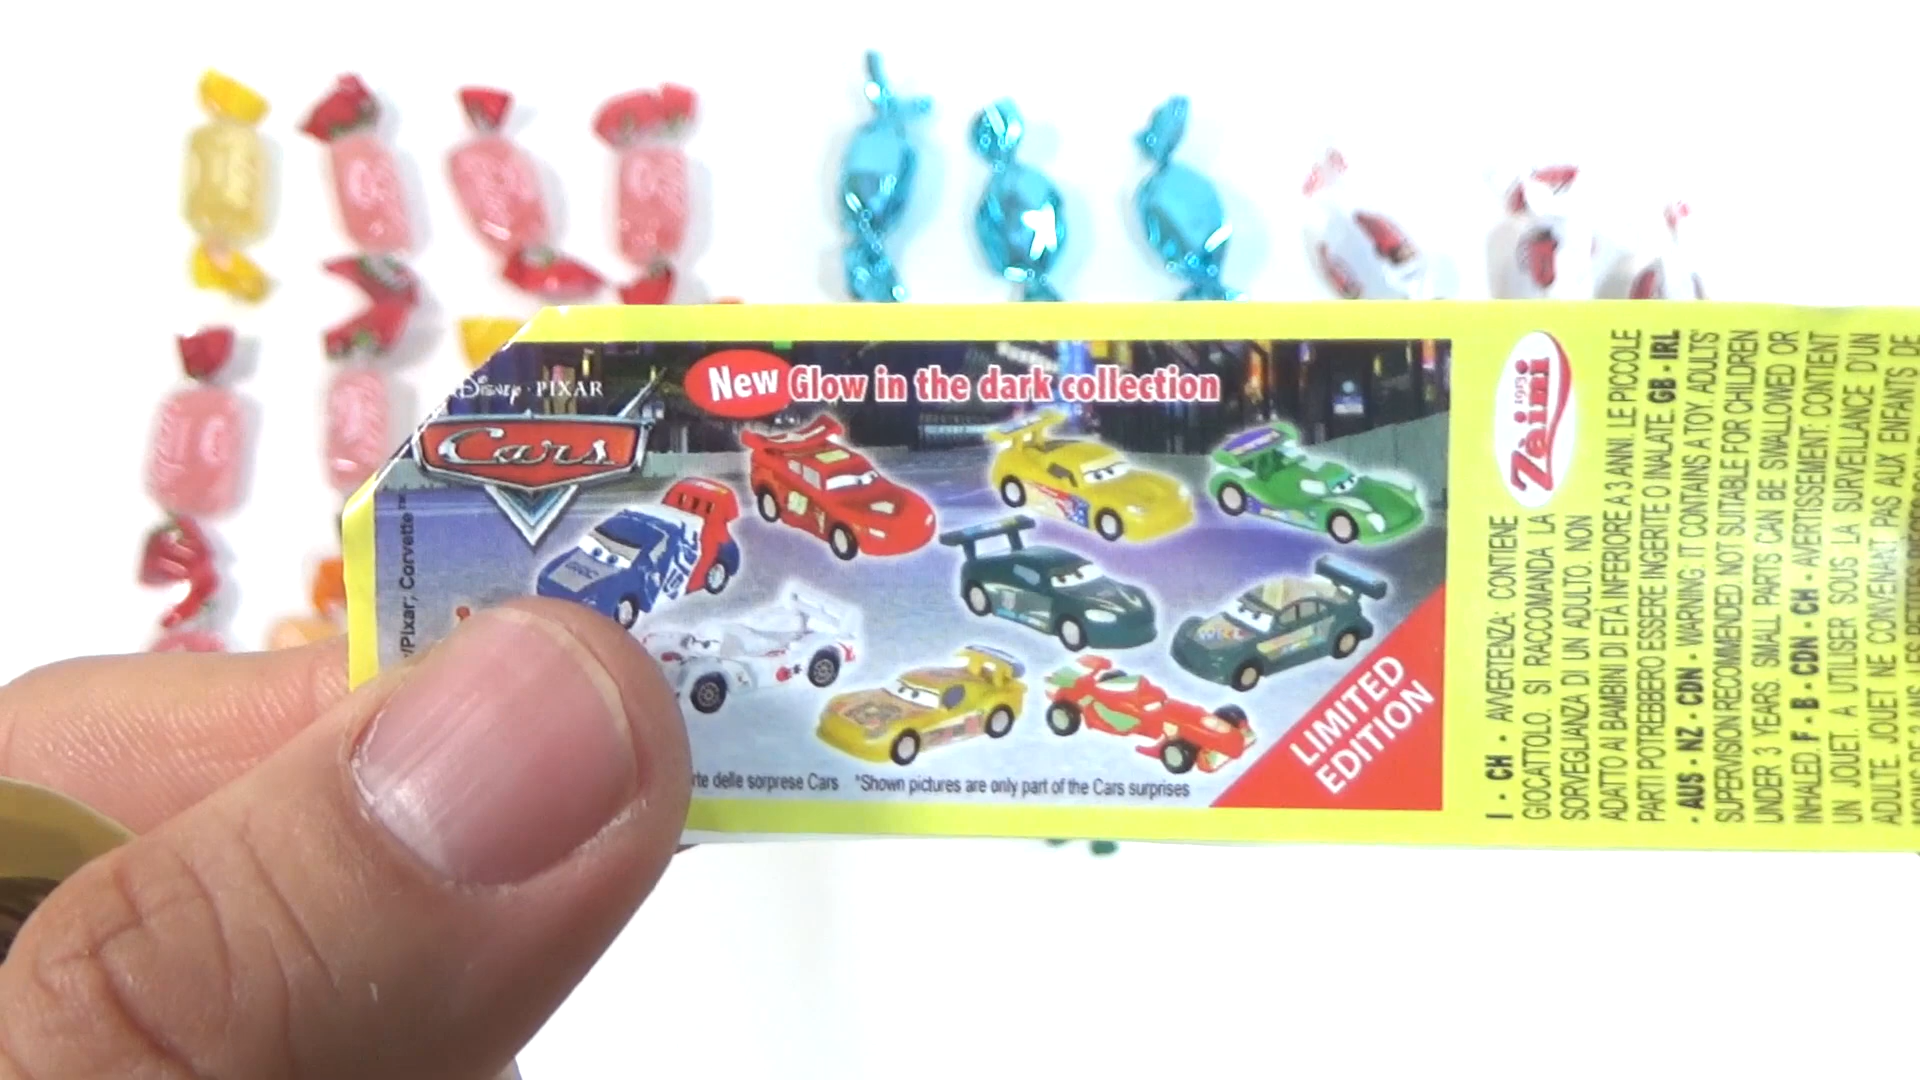 DISNEY · PIXAR
Cars
New Glow in the dark collection
/Pixar; Corvette™
delle sorprese Cars *Shown pictures are only part of the Cars surprises
LIMITED
EDITION
1913
Zàini
I • CH • AVVERTENZA: CONTIENE
GIOCATTOLO. SI RACCOMANDA LA
SORVEGLIANZA DI UN ADULTO. NON
ADATTO AI BAMBINI DI ETÀ INFERIORE A 3 ANNI. LE PICCOLE
PARTI POTREBBERO ESSERE INGERITE O INALATE. GB • IRL
• AUS • NZ • CDN • WARNING: IT CONTAINS A TOY. ADULTS'
SUPERVISION RECOMMENDED. NOT SUITABLE FOR CHILDREN
UNDER 3 YEARS. SMALL PARTS CAN BE SWALLOWED OR
INHALED. F • B • CDN • CH • AVERTISSEMENT: CONTIENT
UN JOUET. A UTILISER SOUS LA SURVEILLANCE D'UN
ADULTE. JOUET NE CONVENANT PAS AUX ENFANTS DE